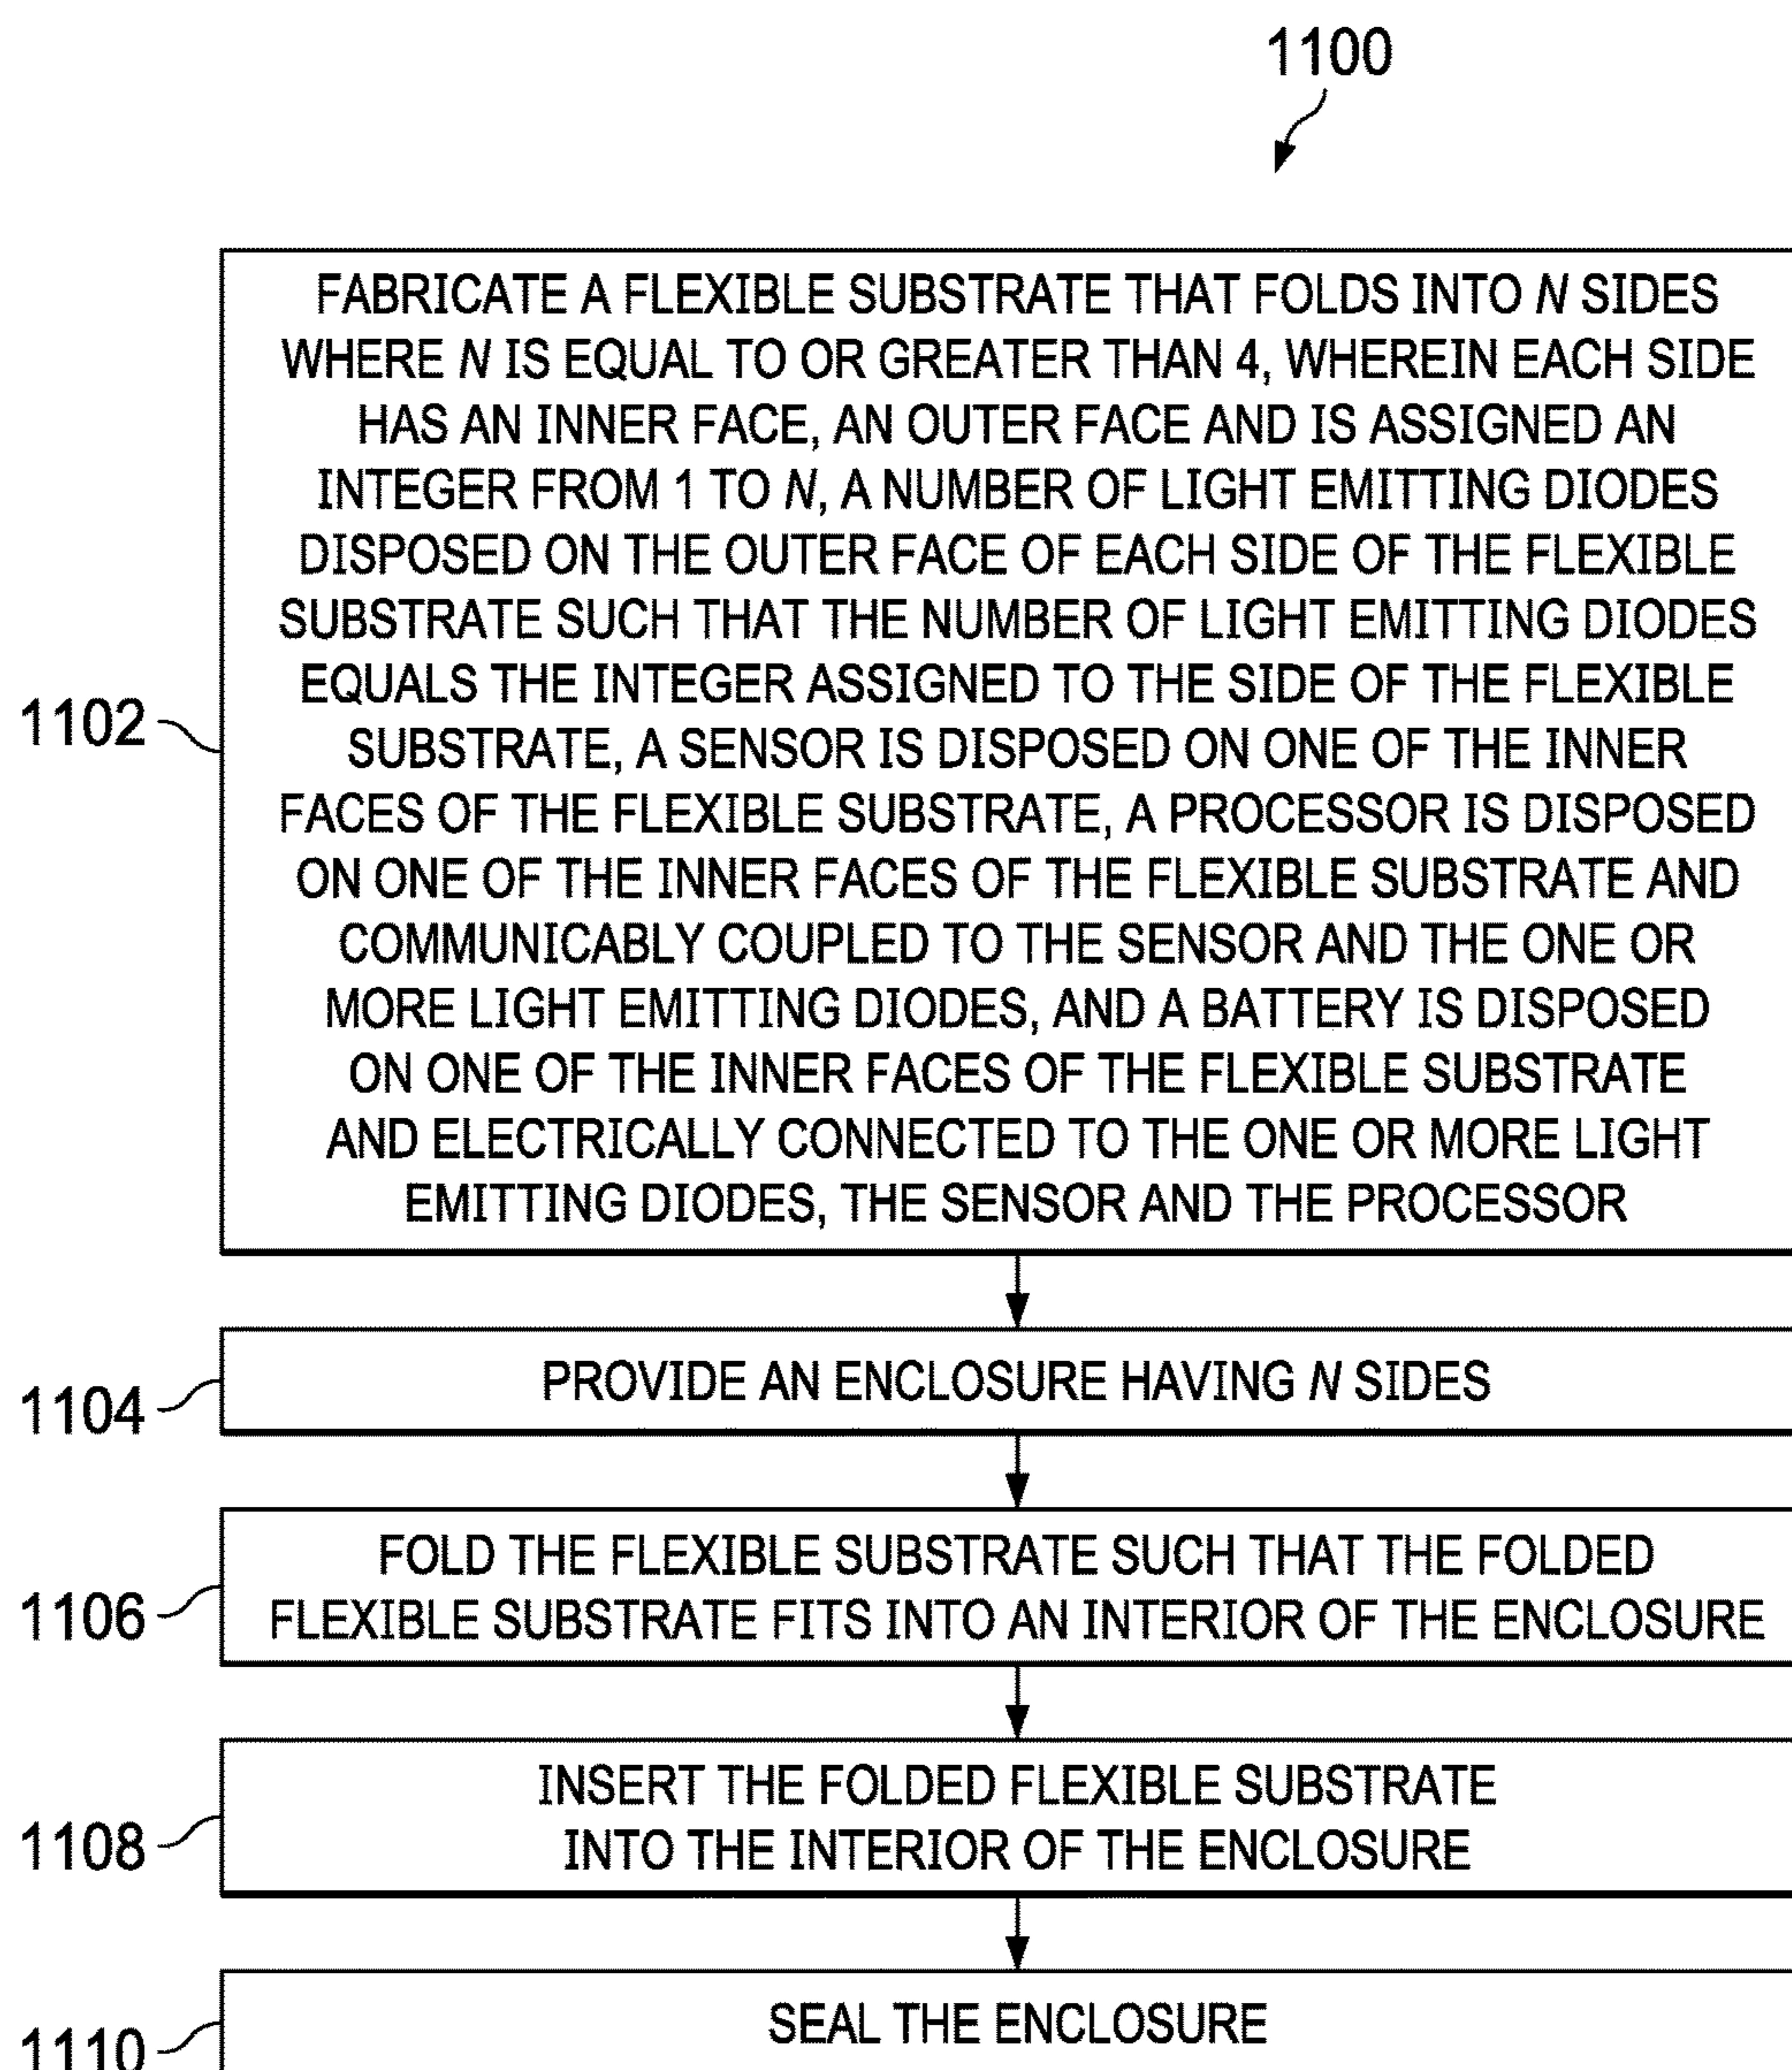 1100
FABRICATE A FLEXIBLE SUBSTRATE THAT FOLDS INTO N SIDES
WHERE N IS EQUAL TO OR GREATER THAN 4, WHEREIN EACH SIDE
HAS AN INNER FACE, AN OUTER FACE AND IS ASSIGNED AN
INTEGER FROM 1 TO N, A NUMBER OF LIGHT EMITTING DIODES
DISPOSED ON THE OUTER FACE OF EACH SIDE OF THE FLEXIBLE
SUBSTRATE SUCH THAT THE NUMBER OF LIGHT EMITTING DIODES
EQUALS THE INTEGER ASSIGNED TO THE SIDE OF THE FLEXIBLE
1102
SUBSTRATE, A SENSOR IS DISPOSED ON ONE OF THE INNER
FACES OF THE FLEXIBLE SUBSTRATE, A PROCESSOR IS DISPOSED
ON ONE OF THE INNER FACES OF THE FLEXIBLE SUBSTRATE AND
COMMUNICABLY COUPLED TO THE SENSOR AND THE ONE OR
MORE LIGHT EMITTING DIODES, AND A BATTERY IS DISPOSED
ON ONE OF THE INNER FACES OF THE FLEXIBLE SUBSTRATE
AND ELECTRICALLY CONNECTED TO THE ONE OR MORE LIGHT
EMITTING DIODES, THE SENSOR AND THE PROCESSOR
1104
PROVIDE AN ENCLOSURE HAVING N SIDES
1106
FOLD THE FLEXIBLE SUBSTRATE SUCH THAT THE FOLDED
FLEXIBLE SUBSTRATE FITS INTO AN INTERIOR OF THE ENCLOSURE
1108
INSERT THE FOLDED FLEXIBLE SUBSTRATE
INTO THE INTERIOR OF THE ENCLOSURE
1110
SEAL THE ENCLOSURE